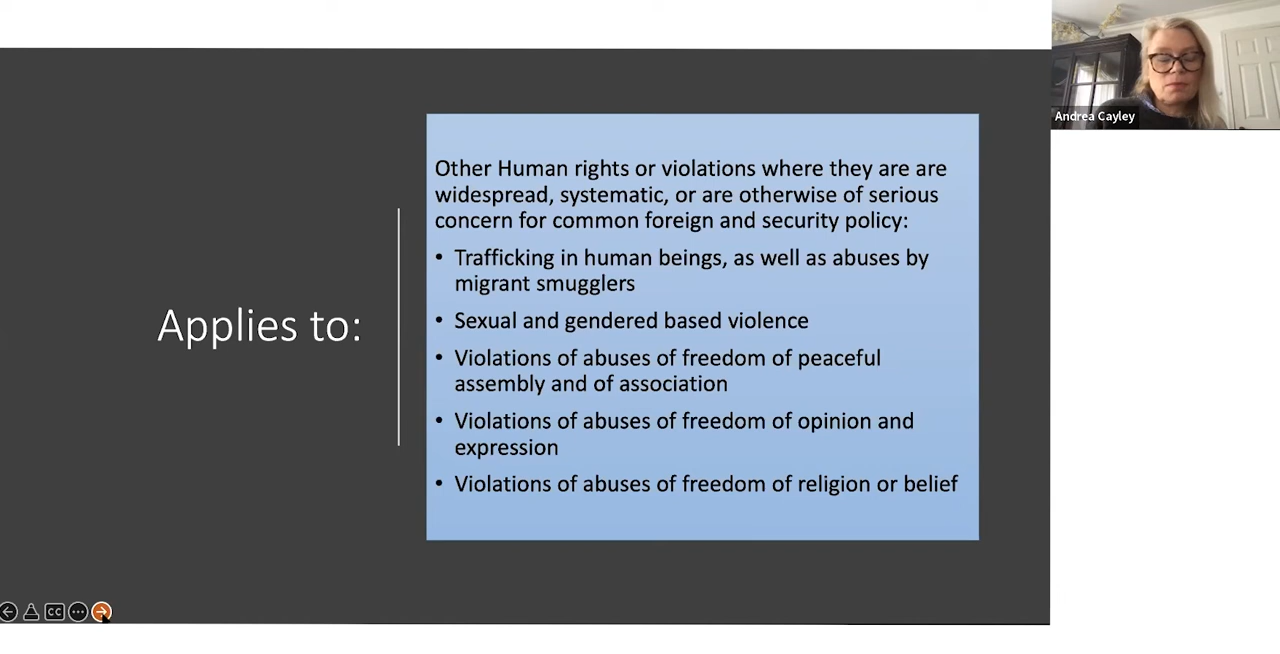 Applies to:
Other Human rights or violations where they are are
widespread, systematic, or are otherwise of serious
concern for common foreign and security policy:
• Trafficking in human beings, as well as abuses by
migrant smugglers
• Sexual and gendered based violence
• Violations of abuses of freedom of peaceful
assembly and of association
• Violations of abuses of freedom of opinion and
expression
• Violations of abuses of freedom of religion or belief
Andrea Cayley
CC